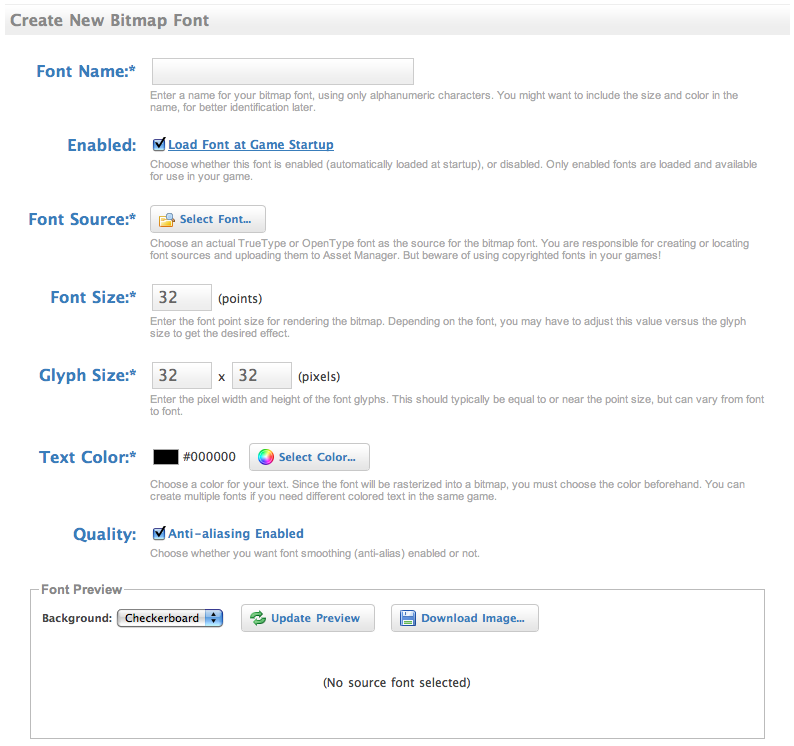 Create New Bitmap Font
Font Name:*
Enter a name for your bitmap font, using only alphanumeric characters. You might want to include the size and color in the
name, for better identification later.
Enabled: Load Font at Game Startup
Choose whether this font is enabled (automatically loaded at startup), or disabled. Only enabled fonts are loaded and available
for use in your game.
Font Source:* Select Font...
Choose an actual TrueType or OpenType font as the source for the bitmap font. You are responsible for creating or locating
font sources and uploading them to Asset Manager. But beware of using copyrighted fonts in your games!
Font Size:* 32 (points)
Enter the font point size for rendering the bitmap. Depending on the font, you may have to adjust this value versus the glyph
size to get the desired effect.
Glyph Size:* 32 x 32 (pixels)
Enter the pixel width and height of the font glyphs. This should typically be equal to or near the point size, but can vary from font
to font.
Text Color:* #000000 Select Color...
Choose a color for your text. Since the font will be rasterized into a bitmap, you must choose the color beforehand. You can
create multiple fonts if you need different colored text in the same game.
Quality: Anti-aliasing Enabled
Choose whether you want font smoothing (anti-alias) enabled or not.
Font Preview
Background: Checkerboard Update Preview Download Image...
(No source font selected)